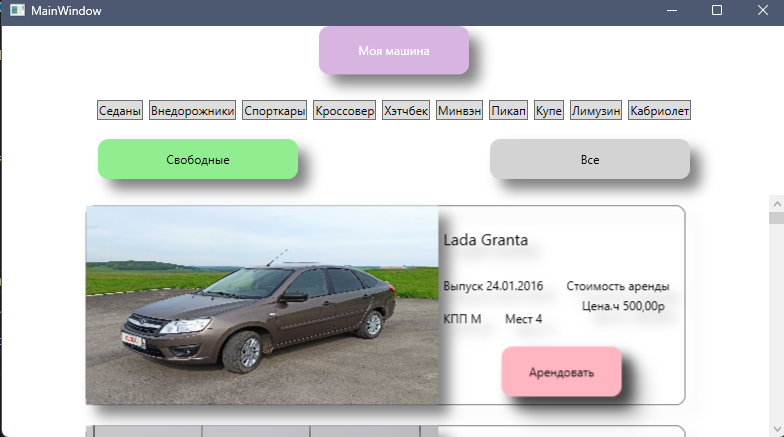 MainWindow
Моя машина
Седаны Внедорожники Спорткары Кроссовер Хэтчбек Минвэн Пикап Купе Лимузин Кабриолет
Свободные Все
Lada Granta
Выпуск 24.01.2016 Стоимость аренды
Цена.ч 500,00р
КПП М Мест 4
Арендовать